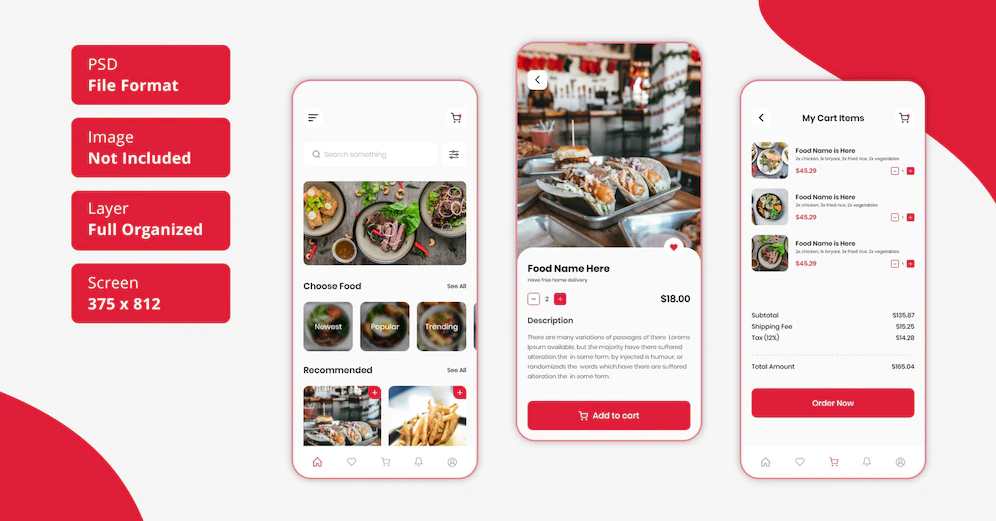 PSD
File Format
Image
Not Included
Layer
Full Organized
Screen
375 x 812
Search something
Choose Food
See All
Newest
Popular
Trending
Recommended
See All
Food Name Here
Have free home delivery
2
$18.00
Description
There are many variations of passages of there Lorems
Ipsum available, but the majority have there suffered
alteration the in some form, by injected is humour, or
randomizeds the words whichhave there are suffered
alteration the in some form.
Add to cart
My Cart Items
Food Name is Here
2x chicken, 1x biryani, 3x fried rice, 2x vegetables
$45.29
1
Food Name is Here
2x chicken, 3x fried rice, 2x vegetables
$45.29
1
Food Name is Here
2x chicken, 1x biryani, 3x fried rice, 2x vegetables
$45.29
1
Subtotal $135.87
Shipping Fee $15.25
Tax (12%) $14.28
Total Amount $165.04
Order Now